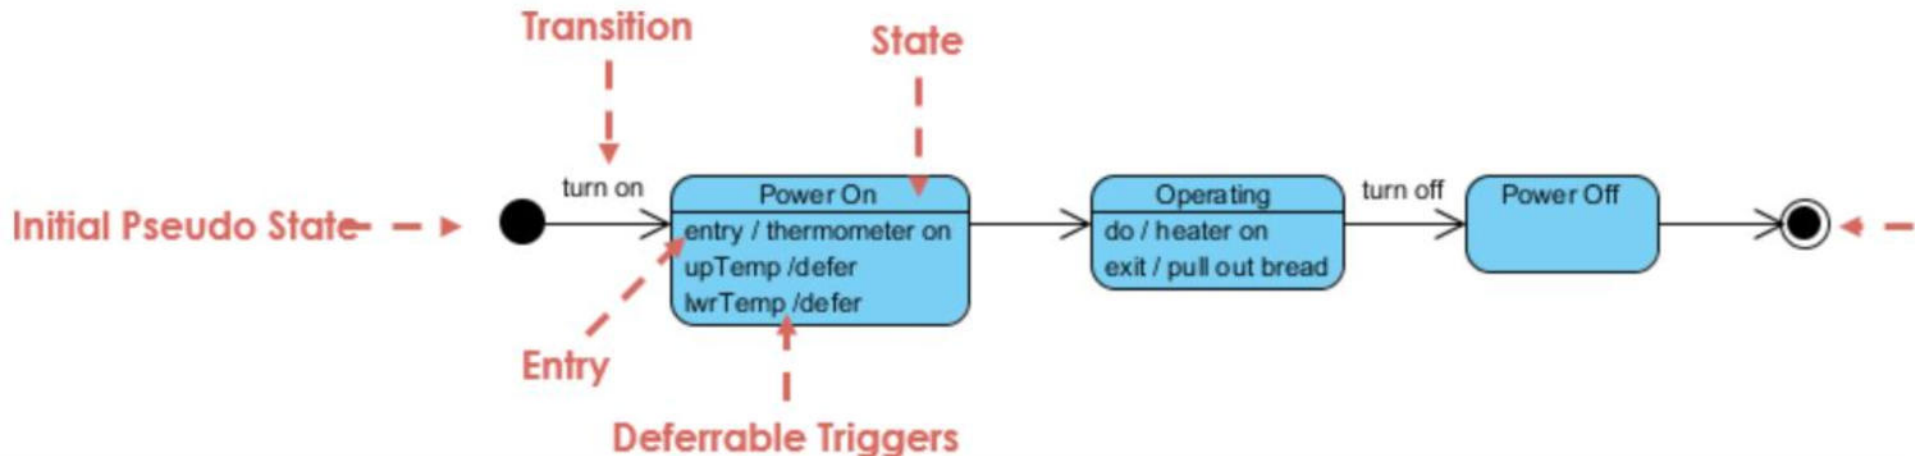 Transition
State
turn on
Power On
Operating
turn off
Power Off
Initial Pseudo State
entry / thermometer on
do / heater on
upTemp /defer
exit / pull out bread
lwrTemp /defer
Entry
Deferrable Triggers